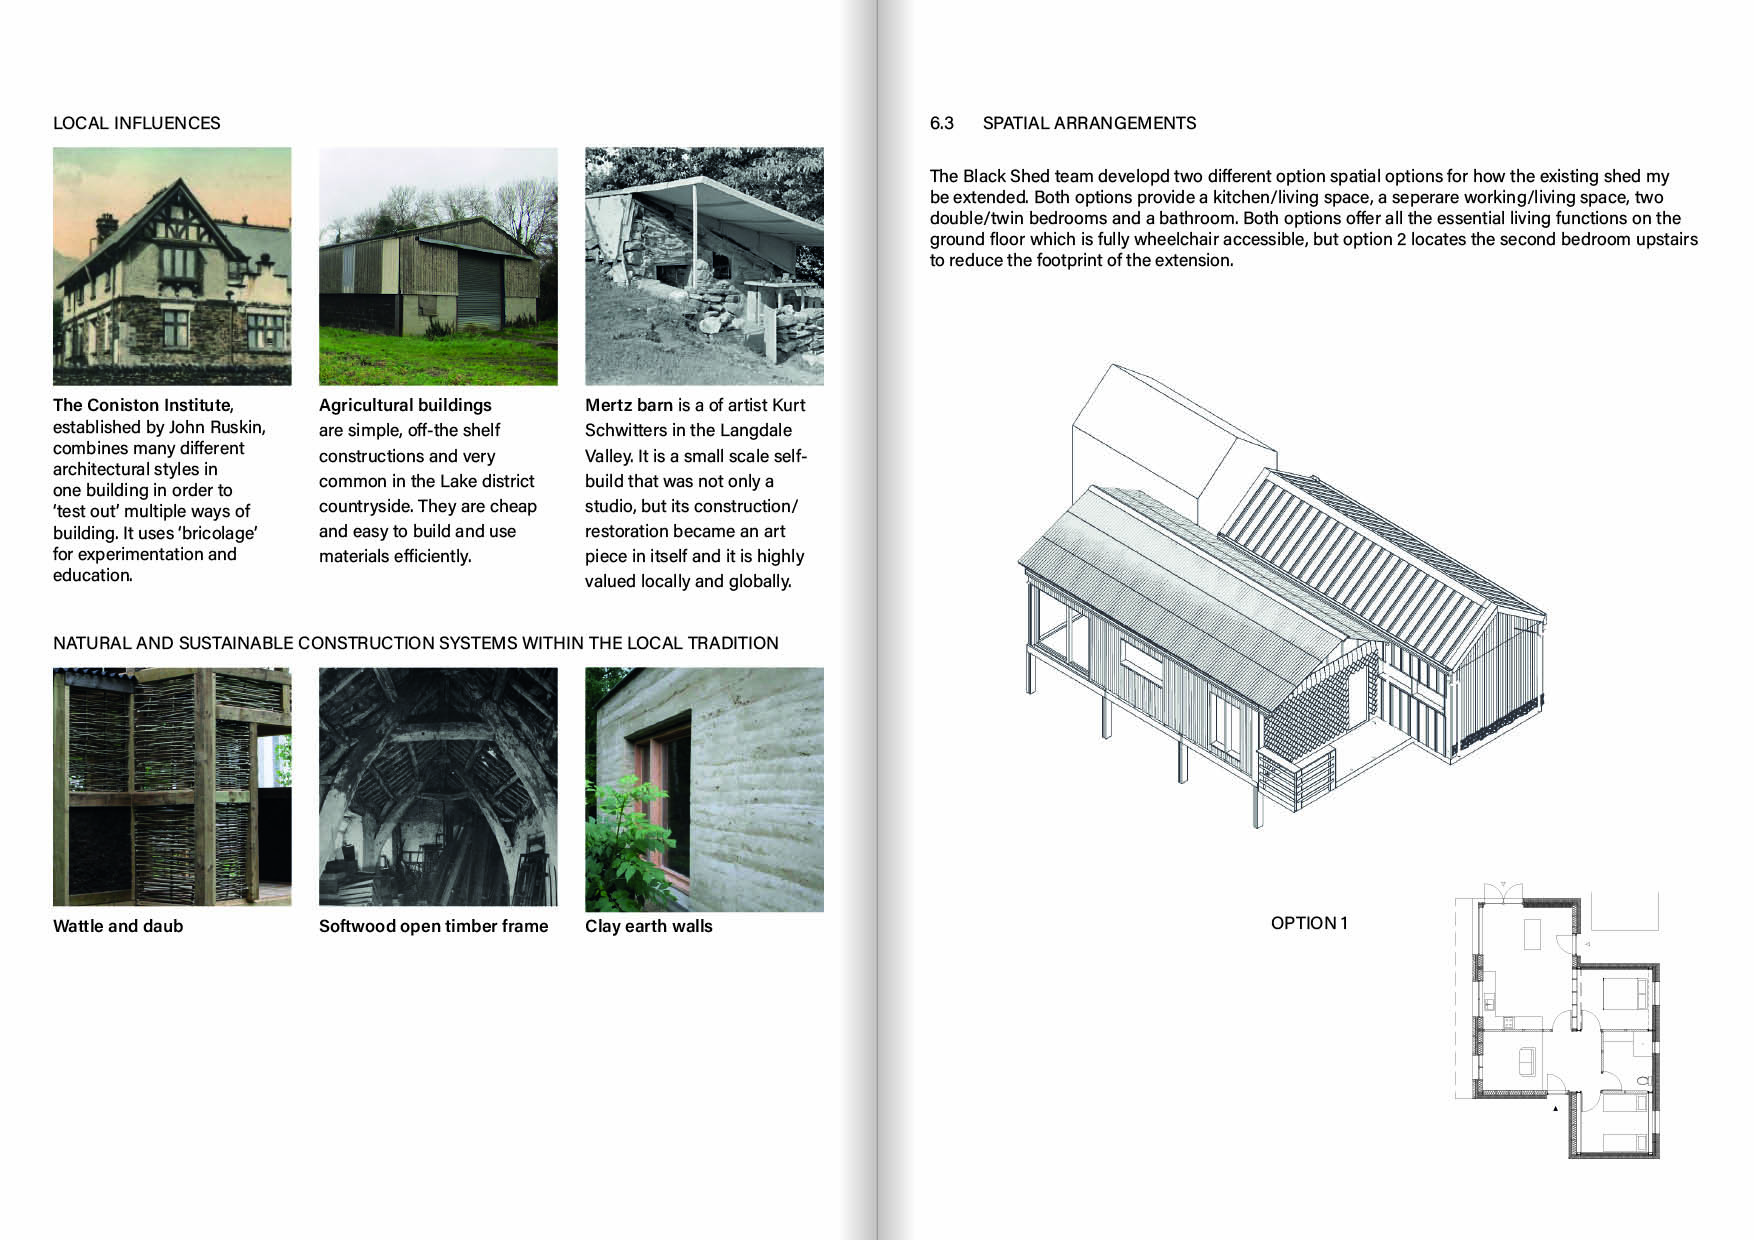 LOCAL INFLUENCES
The Coniston Institute,
established by John Ruskin,
combines many different
architectural styles in
one building in order to
‘test out’ multiple ways of
building. It uses ‘bricolage’
for experimentation and
education.
Agricultural buildings
are simple, off-the shelf
constructions and very
common in the Lake district
countryside. They are cheap
and easy to build and use
materials efficiently.
Mertz barn is a of artist Kurt
Schwitters in the Langdale
Valley. It is a small scale self-
build that was not only a
studio, but its construction/
restoration became an art
piece in itself and it is highly
valued locally and globally.
NATURAL AND SUSTAINABLE CONSTRUCTION SYSTEMS WITHIN THE LOCAL TRADITION
Wattle and daub
Softwood open timber frame
Clay earth walls
6.3 SPATIAL ARRANGEMENTS
The Black Shed team developd two different option spatial options for how the existing shed my
be extended. Both options provide a kitchen/living space, a seperare working/living space, two
double/twin bedrooms and a bathroom. Both options offer all the essential living functions on the
ground floor which is fully wheelchair accessible, but option 2 locates the second bedroom upstairs
to reduce the footprint of the extension.
OPTION 1